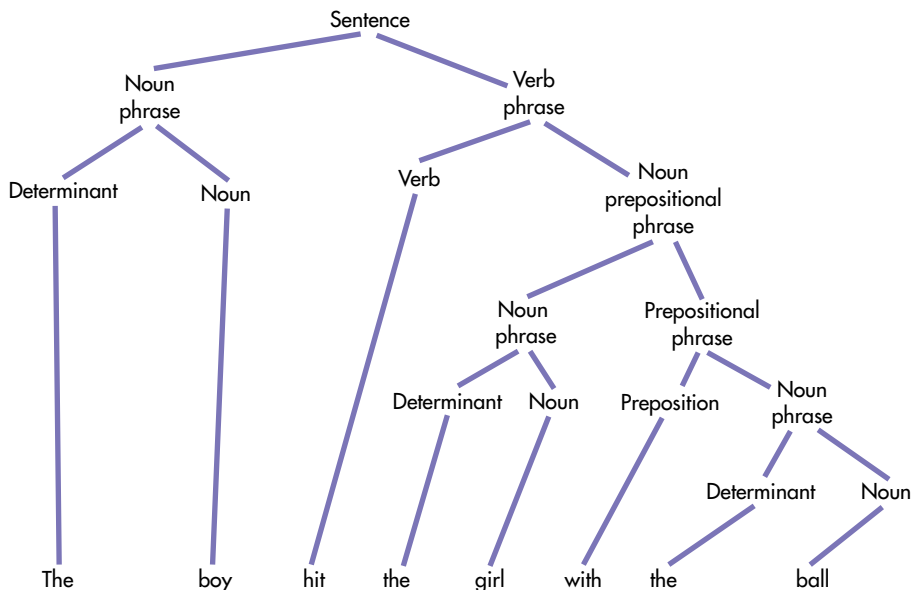 Sentence
Noun
phrase
Verb
phrase
Determinant
Noun
Verb
Noun
prepositional
phrase
Noun
phrase
Prepositional
phrase
Determinant
Noun
Preposition
Noun
phrase
Determinant
Noun
The boy hit the girl with the ball